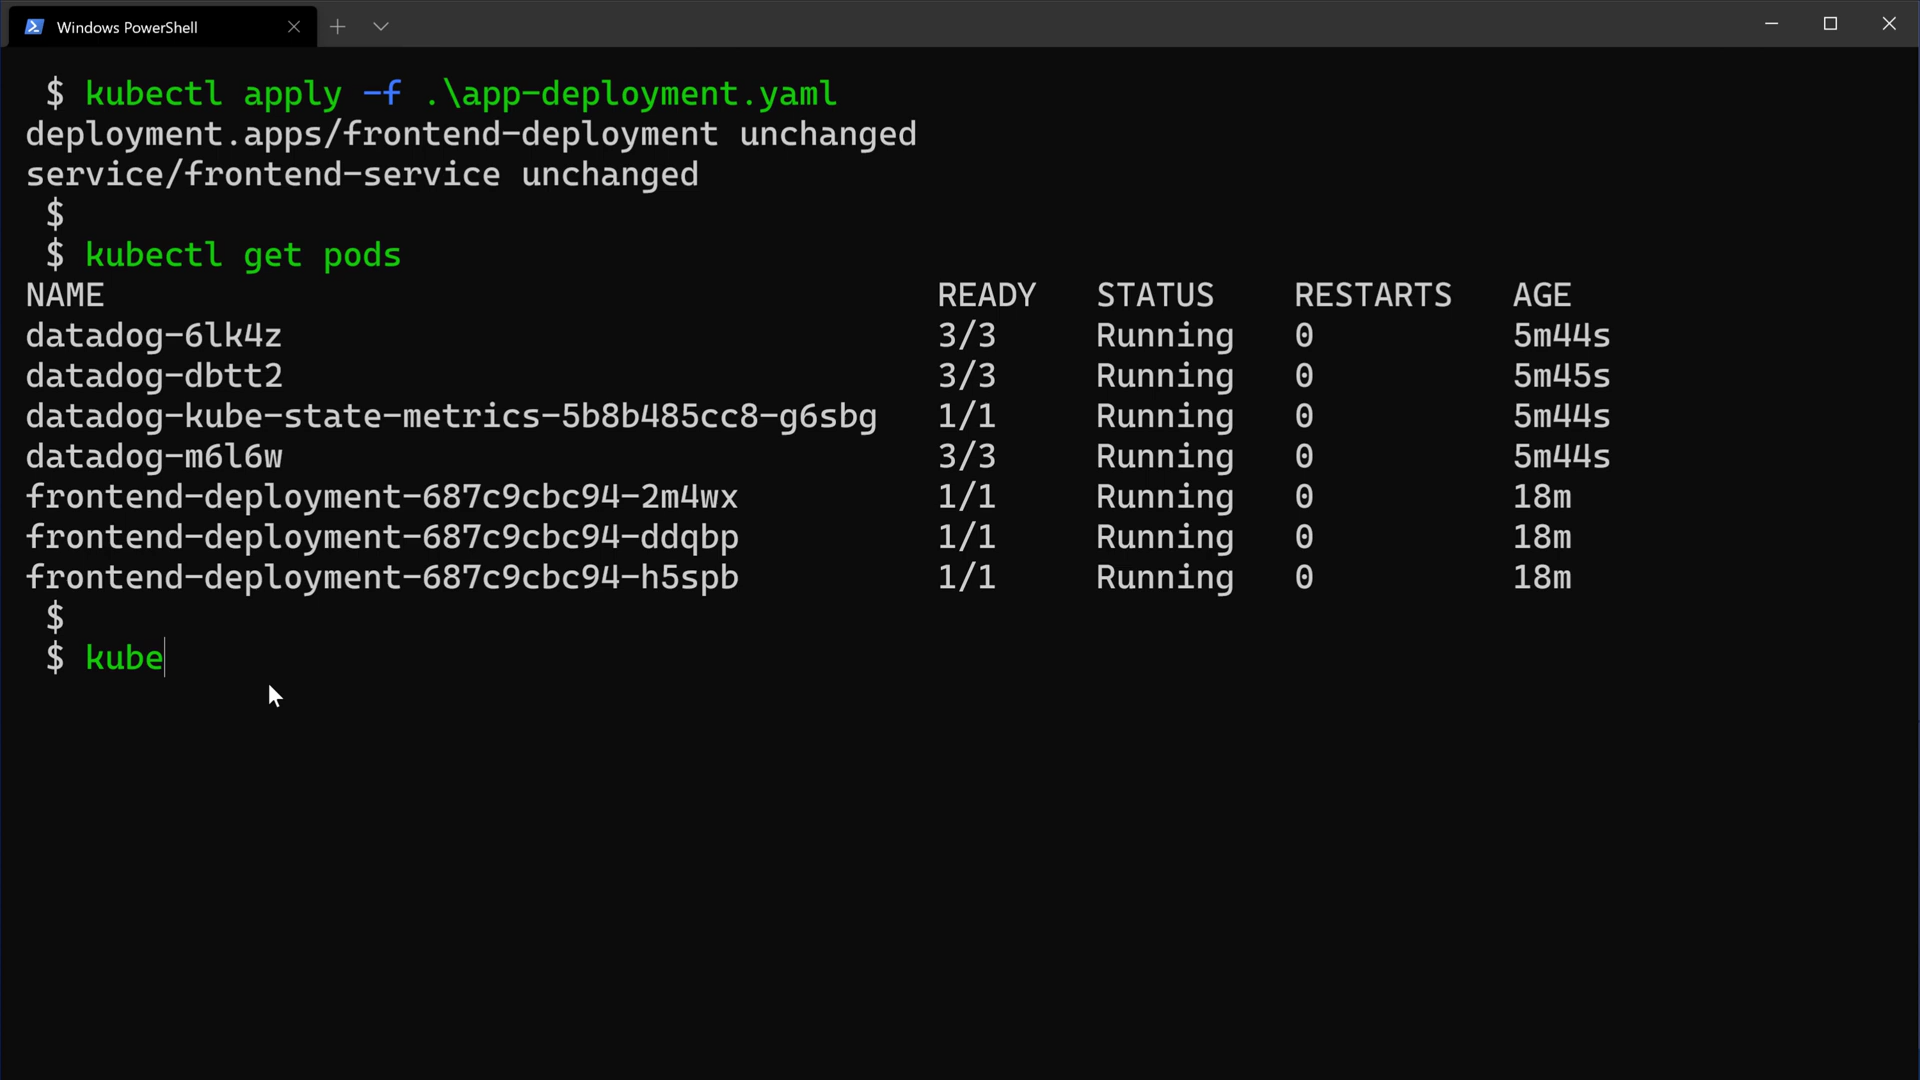 Windows PowerShell
$ kubectl apply -f .\app-deployment.yaml
deployment.apps/frontend-deployment unchanged
service/frontend-service unchanged
$
$ kubectl get pods
NAME READY STATUS RESTARTS AGE
datadog-6lk4z 3/3 Running 0 5m44s
datadog-dbtt2 3/3 Running 0 5m45s
datadog-kube-state-metrics-5b8b485cc8-g6sbg 1/1 Running 0 5m44s
datadog-m6l6w 3/3 Running 0 5m44s
frontend-deployment-687c9cbc94-2m4wx 1/1 Running 0 18m
frontend-deployment-687c9cbc94-ddqbp 1/1 Running 0 18m
frontend-deployment-687c9cbc94-h5spb 1/1 Running 0 18m
$
$ kube